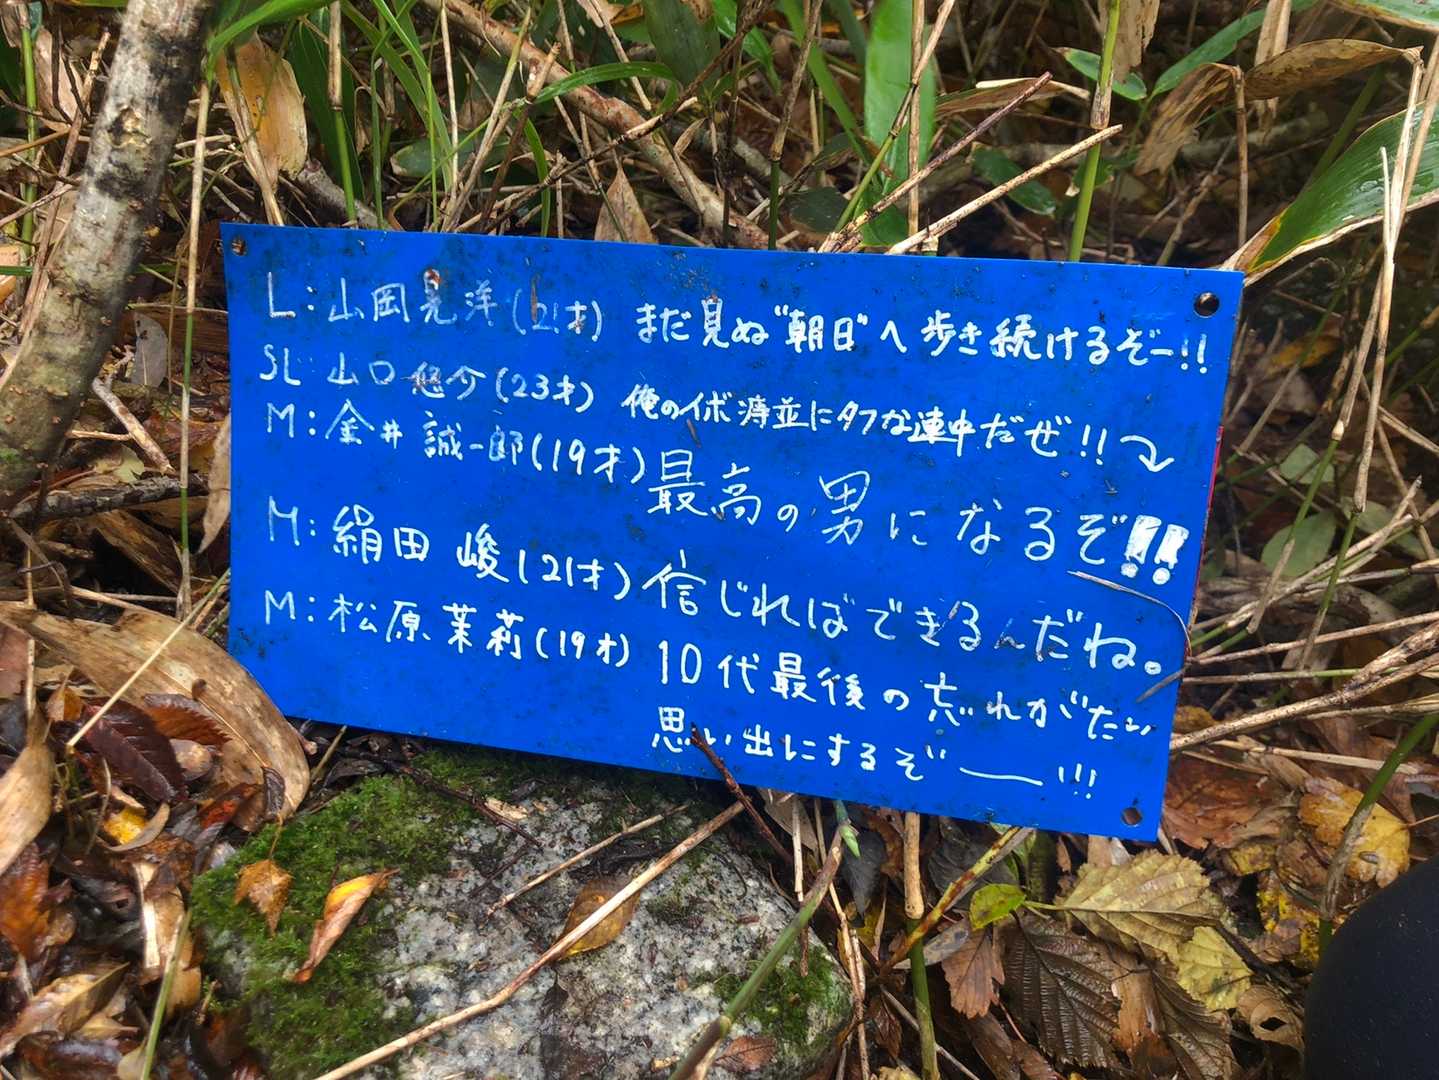 L:山岡晃洋(21才) まだ見ぬ"朝日"へ歩き続けるぞー!!
SL 山口悠介(23才) 俺のイボ痔並にタフな連中だぜ!!
M:金井 誠一郎(19才) 最高の男になるぞ!!
M:絹田 峻(21才) 信じればできるんだね。
M:松原 茉莉(19才) 10代最後の忘れがたい
思い出にするぞ――!!!